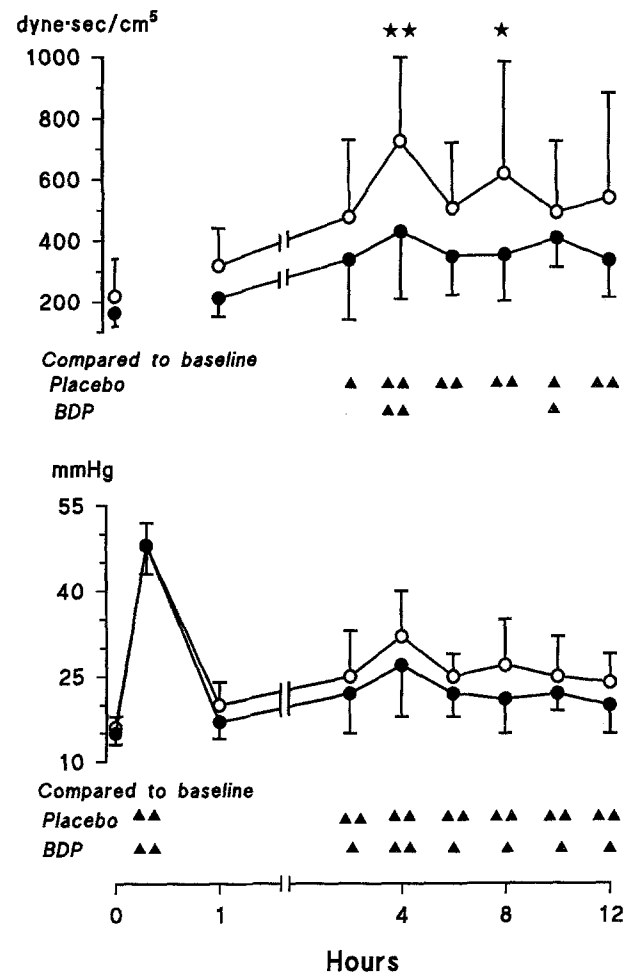 dyne·sec/cm⁵
★★ ★
1000
800
600
400
200
Compared to baseline
Placebo ▲ ▲▲ ▲▲ ▲▲ ▲ ▲▲
BDP ▲▲ ▲
mmHg
55
40
25
10
Compared to baseline
Placebo ▲▲ ▲▲ ▲▲ ▲▲ ▲▲ ▲▲ ▲▲
BDP ▲▲ ▲ ▲▲ ▲ ▲ ▲ ▲
0 1 4 8 12
Hours